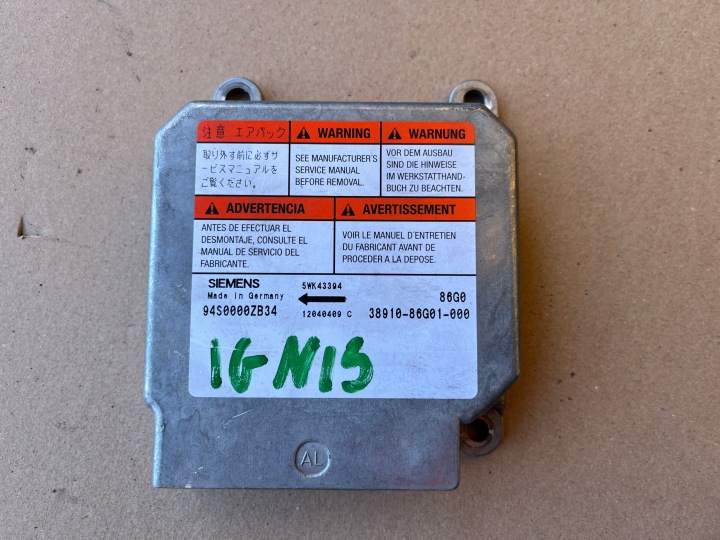 注意 エアバック
取り外す前に必ずサ
ービスマニュアルを
ご覧ください。
WARNING
SEE MANUFACTURER'S
SERVICE MANUAL
BEFORE REMOVAL.
WARNUNG
VOR DEM AUSBAU
SIND DIE HINWEISE
IM WERKSTATTHAND-
BUCH ZU BEACHTEN.
ADVERTENCIA
ANTES DE EFECTUAR EL
DESMONTAJE, CONSULTE EL
MANUAL DE SERVICIO DEL
FABRICANTE.
AVERTISSEMENT
VOIR LE MANUEL D'ENTRETIEN
DU FABRICANT AVANT DE
PROCEDER A LA DEPOSE.
SIEMENS 5WK43394
Made in Germany 86G0
94S0000ZB34 12040409 C 38910-86G01-000
IGNIS
AL